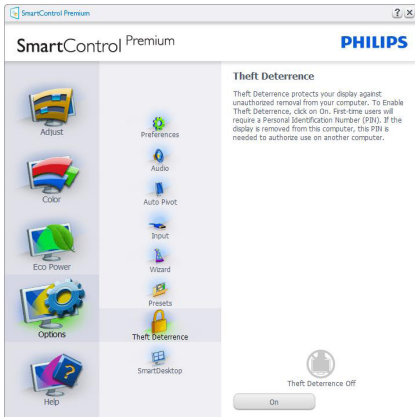 SmartControl Premium
SmartControl Premium
PHILIPS
Adjust
Color
Eco Power
Options
Help
Preferences
Audio
Auto Pivot
Input
Wizard
Presets
Theft Deterrence
SmartDesktop
Theft Deterrence
Theft Deterrence protects your display against
unauthorized removal from your computer. To Enable
Theft Deterrence, click on On. First-time users will
require a Personal Identification Number (PIN). If the
display is removed from this computer, this PIN is
needed to authorize use on another computer.
Theft Deterrence Off
On